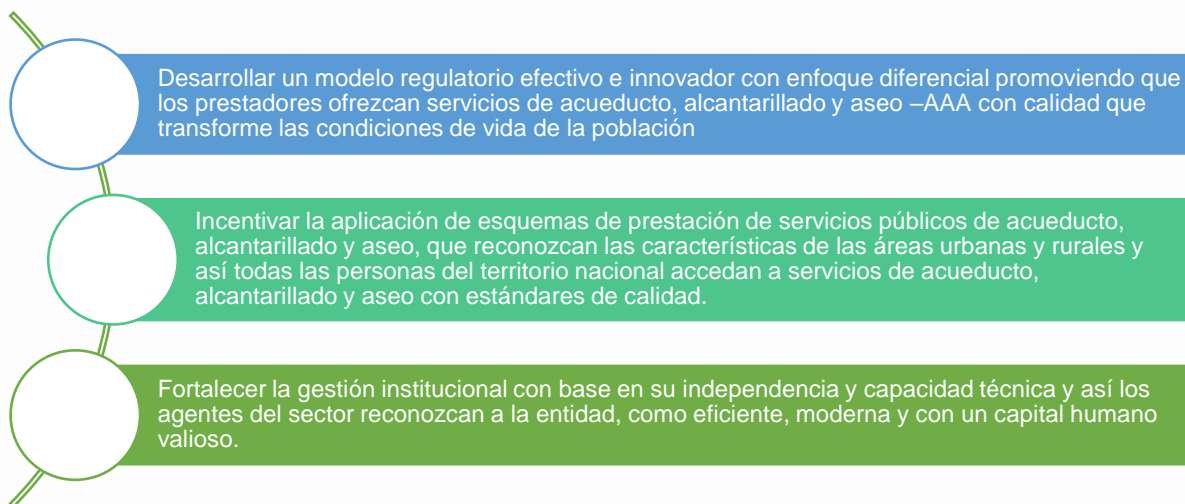 Desarrollar un modelo regulatorio efectivo e innovador con enfoque diferencial promoviendo que
los prestadores ofrezcan servicios de acueducto, alcantarillado y aseo –AAA con calidad que
transforme las condiciones de vida de la población
Incentivar la aplicación de esquemas de prestación de servicios públicos de acueducto,
alcantarillado y aseo, que reconozcan las características de las áreas urbanas y rurales y
así todas las personas del territorio nacional accedan a servicios de acueducto,
alcantarillado y aseo con estándares de calidad.
Fortalecer la gestión institucional con base en su independencia y capacidad técnica y así los
agentes del sector reconozcan a la entidad, como eficiente, moderna y con un capital humano
valioso.